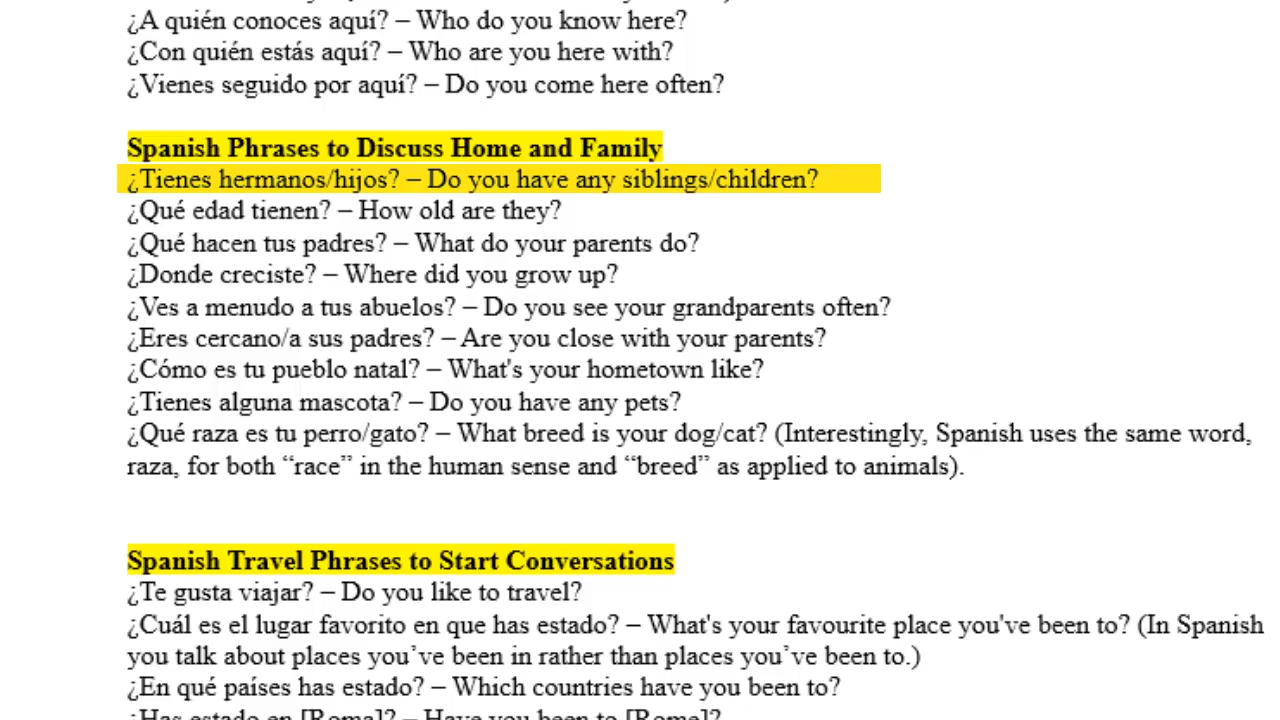 ¿A quién conoces aquí? – Who do you know here?
¿Con quién estás aquí? – Who are you here with?
¿Vienes seguido por aquí? – Do you come here often?
Spanish Phrases to Discuss Home and Family
¿Tienes hermanos/hijos? – Do you have any siblings/children?
¿Qué edad tienen? – How old are they?
¿Qué hacen tus padres? – What do your parents do?
¿Donde creciste? – Where did you grow up?
¿Ves a menudo a tus abuelos? – Do you see your grandparents often?
¿Eres cercano/a sus padres? – Are you close with your parents?
¿Cómo es tu pueblo natal? – What's your hometown like?
¿Tienes alguna mascota? – Do you have any pets?
¿Qué raza es tu perro/gato? – What breed is your dog/cat? (Interestingly, Spanish uses the same word,
raza, for both “race” in the human sense and “breed” as applied to animals).
Spanish Travel Phrases to Start Conversations
¿Te gusta viajar? – Do you like to travel?
¿Cuál es el lugar favorito en que has estado? – What's your favourite place you've been to? (In Spanish
you talk about places you’ve been in rather than places you’ve been to.)
¿En qué países has estado? – Which countries have you been to?
¿Has estado en [Roma]? – Have you been to [Rome]?